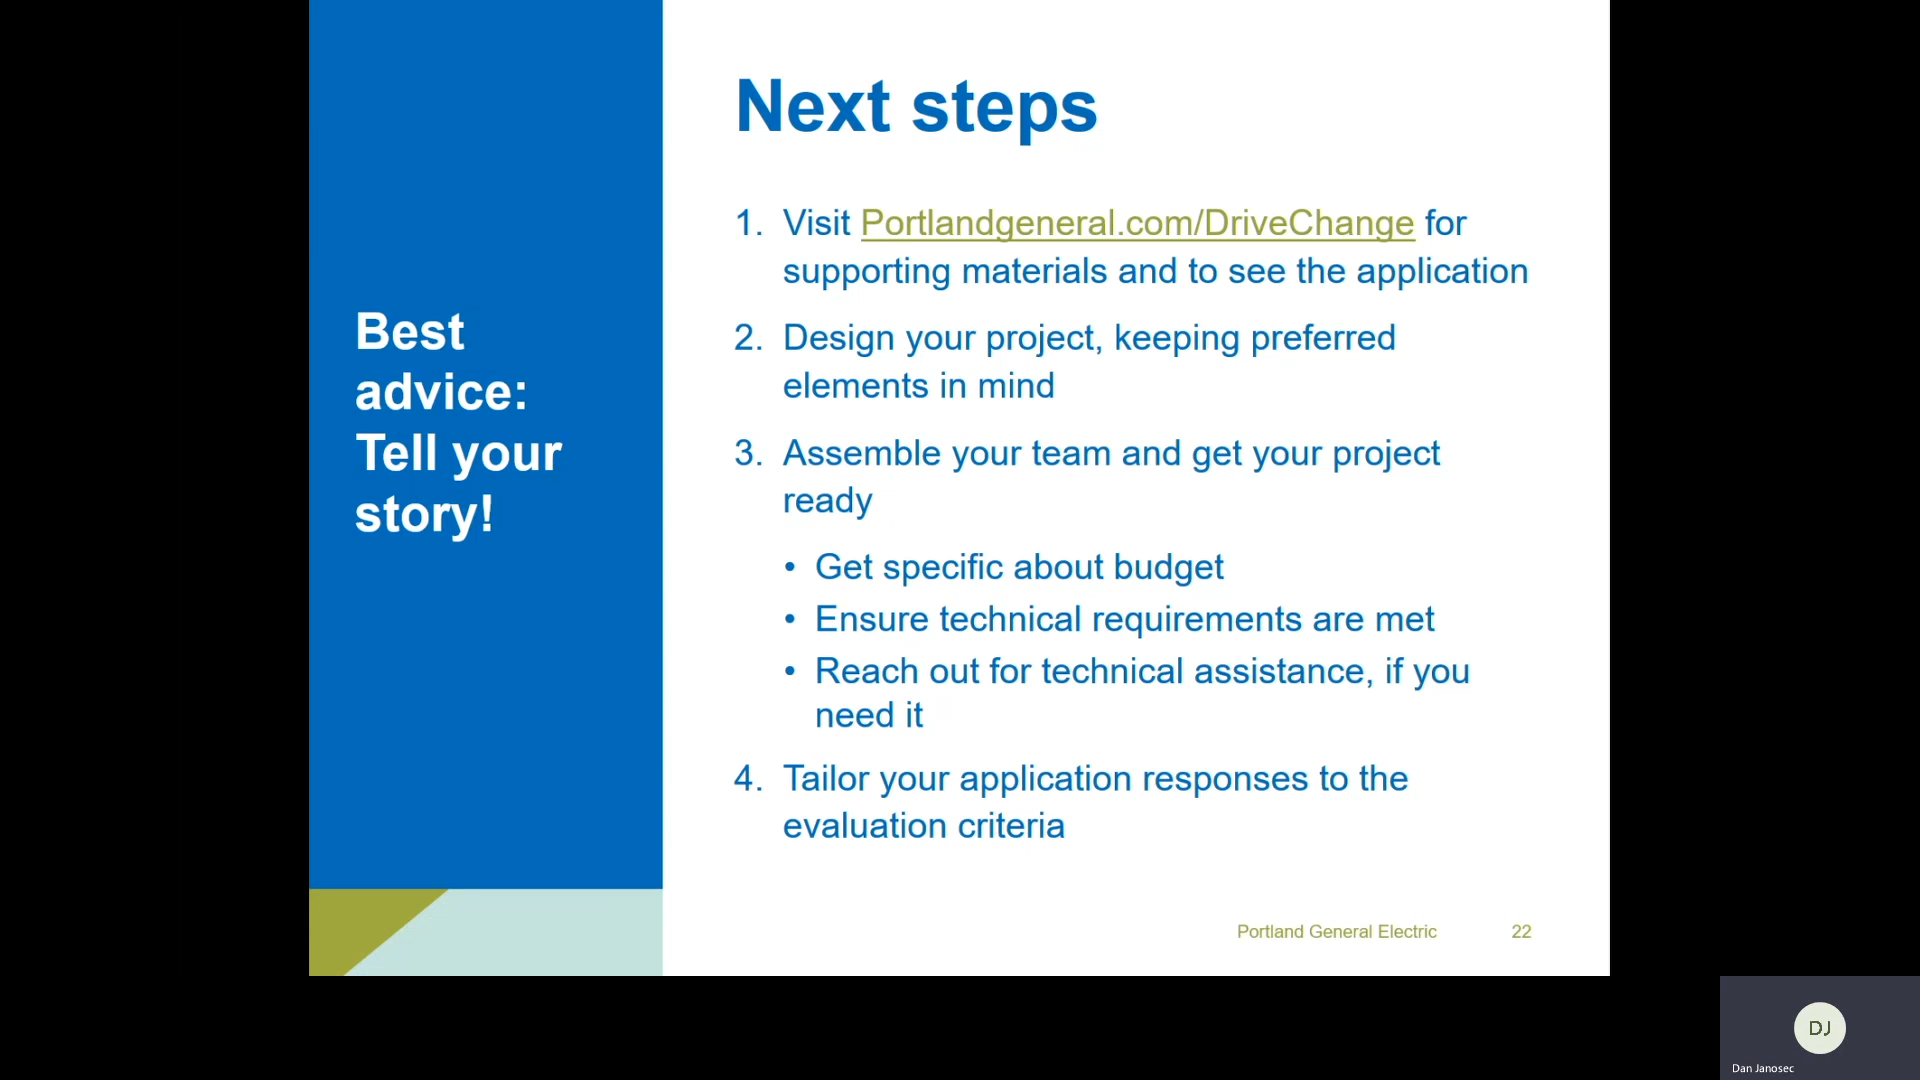 Best
advice:
Tell your
story!
Next steps
1. Visit Portlandgeneral.com/DriveChange for
supporting materials and to see the application
2. Design your project, keeping preferred
elements in mind
3. Assemble your team and get your project
ready
• Get specific about budget
• Ensure technical requirements are met
• Reach out for technical assistance, if you
need it
4. Tailor your application responses to the
evaluation criteria
Portland General Electric 22
DJ
Dan Janosec